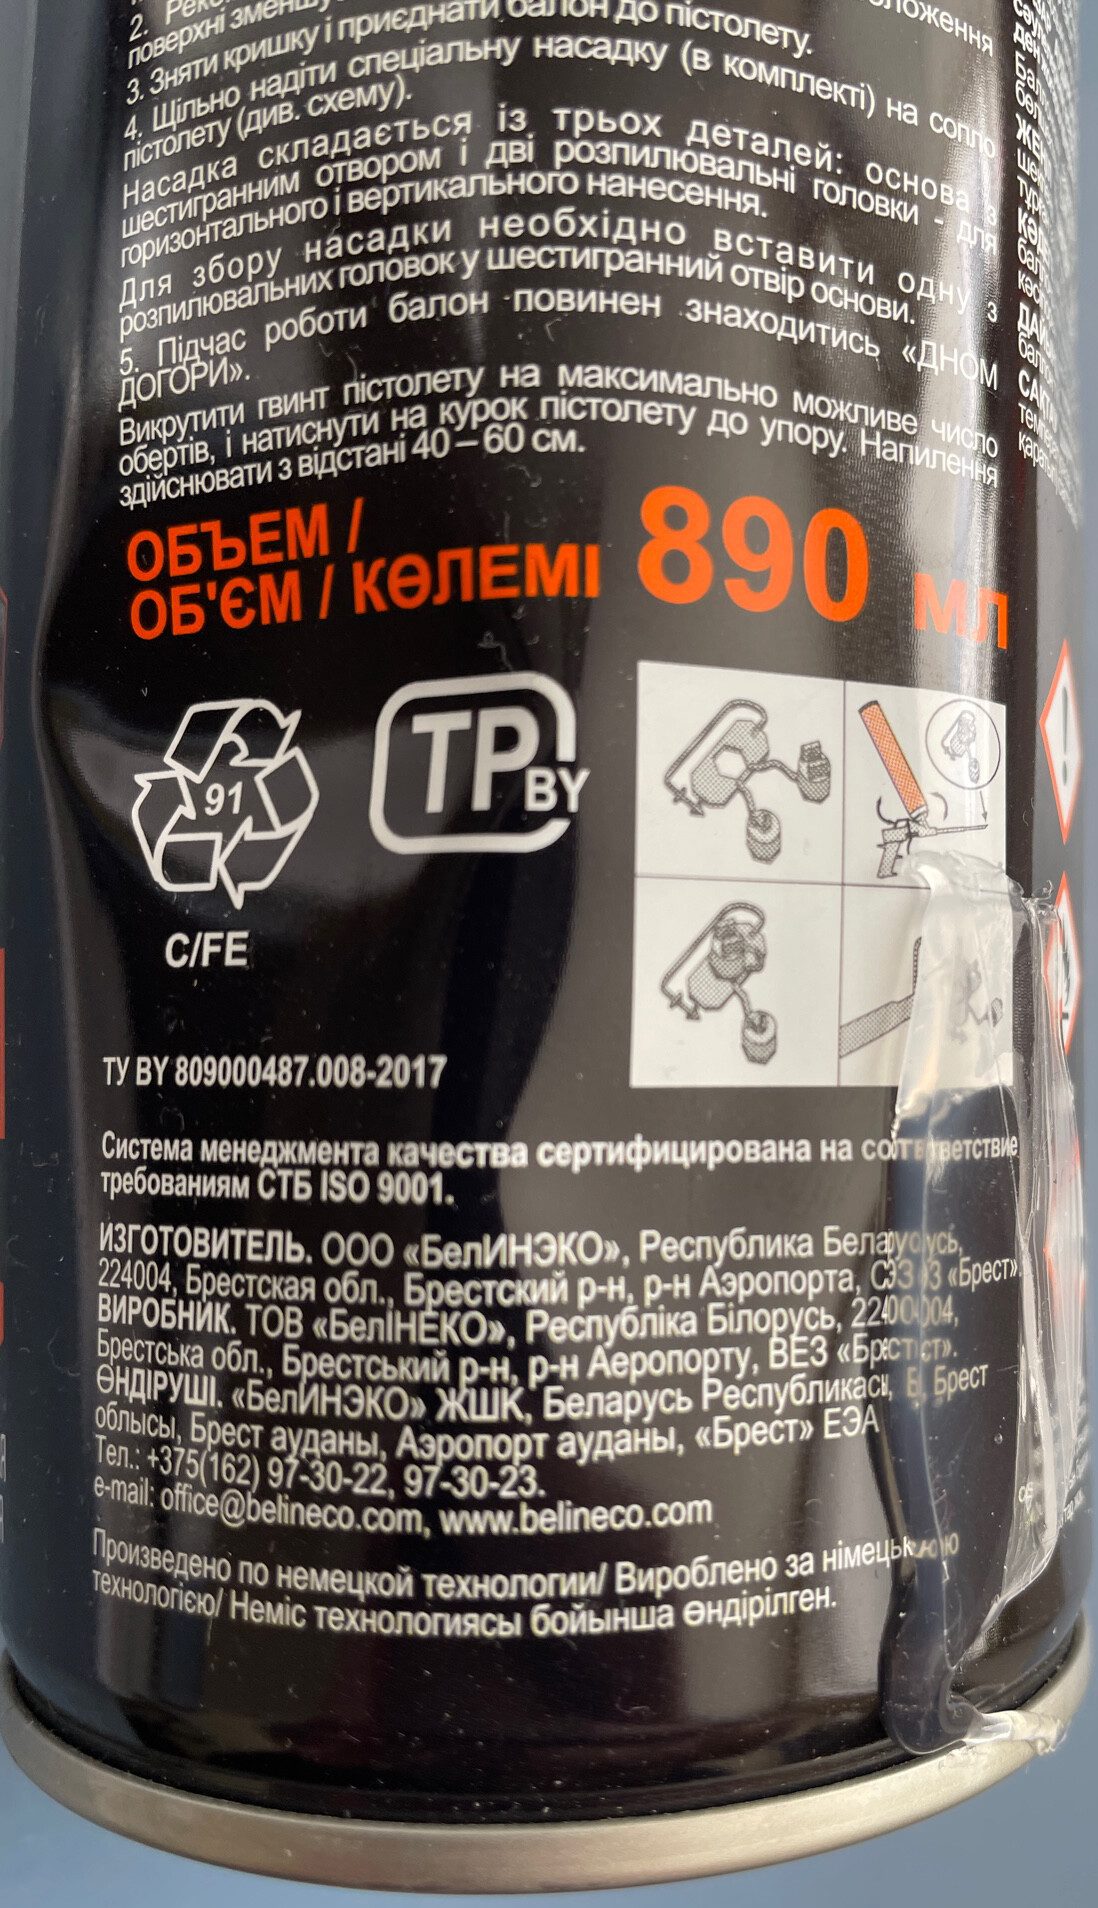 2.
поверхні
3. Зняти кришку і приєднати балон до пістолету.
4. Щільно надіти спеціальну насадку (в комплекті) на сопло
пістолету (див. схему).
Насадка складається із трьох деталей: основа із
шестигранним отвором і дві розпилювальні головки - для
горизонтального і вертикального нанесення.
Для збору насадки необхідно вставити одну з
розпилювальних головок у шестигранний отвір основи.
5. Підчас роботи балон повинен знаходитись «ДНОМ
ДОГОРИ».
Викрутити гвинт пістолету на максимально можливе число
обертів, і натиснути на курок пістолету до упору. Напилення
здійснювати з відстані 40 – 60 см.
ОБЪЕМ /
ОБ'ЄМ / КӨЛЕМІ 890 мл
91
C/FE
ТР BY
ТУ BY 809000487.008-2017
Система менеджмента качества сертифицирована на соответствие
требованиям СТБ ISO 9001.
ИЗГОТОВИТЕЛЬ. ООО «БелИНЭКО», Республика Беларусь,
224004, Брестская обл., Брестский р-н, р-н Аэропорта, СЭЗ «Брест».
ВИРОБНИК. ТОВ «БелІНЕКО», Республіка Білорусь, 224004,
Брестська обл., Брестський р-н, р-н Аеропорту, ВЕЗ «Брест».
ӨНДІРУШІ. «БелИНЭКО» ЖШК, Беларусь Республикасы, Брест
облысы, Брест ауданы, Аэропорт ауданы, «Брест» ЕЭА
Тел.: +375(162) 97-30-22, 97-30-23.
e-mail: office@belineco.com, www.belineco.com
Произведено по немецкой технологии/ Вироблено за німецькою
технологією/ Неміс технологиясы бойынша өндірілген.